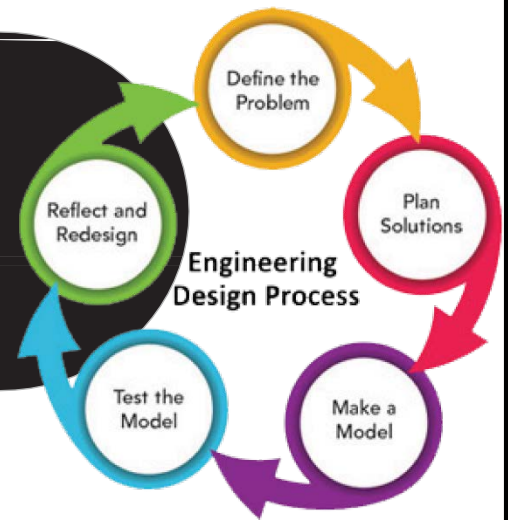 Define the
Problem
Plan
Solutions
Make a
Model
Test the
Model
Reflect and
Redesign
Engineering
Design Process